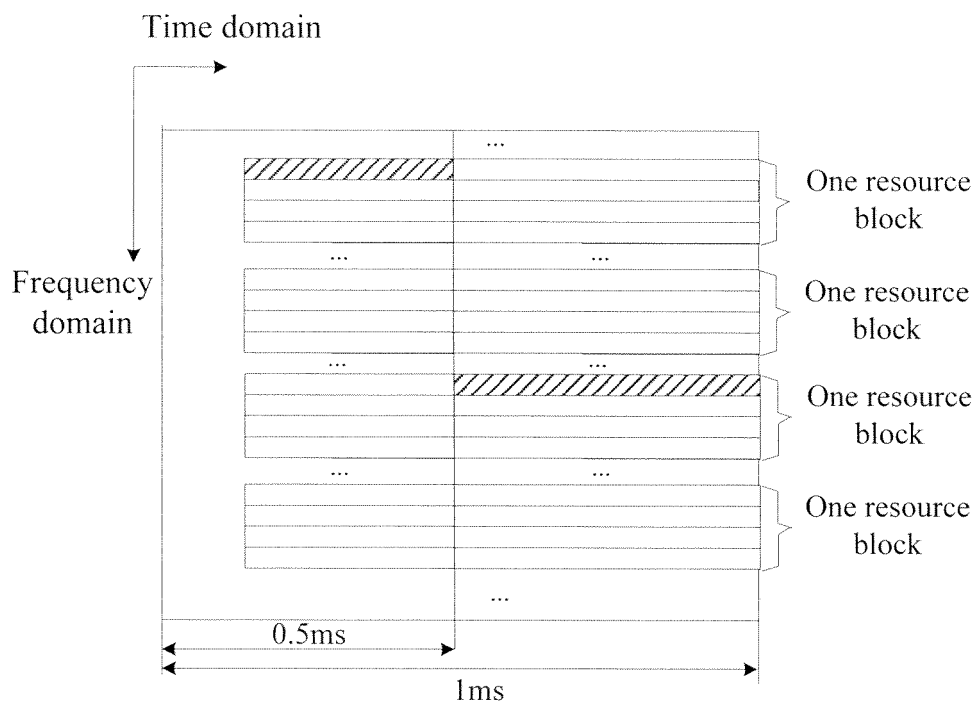 Time domain
...
One resource
block
... ...
Frequency
domain
One resource
block
... ...
One resource
block
... ...
One resource
block
...
0.5ms
1ms